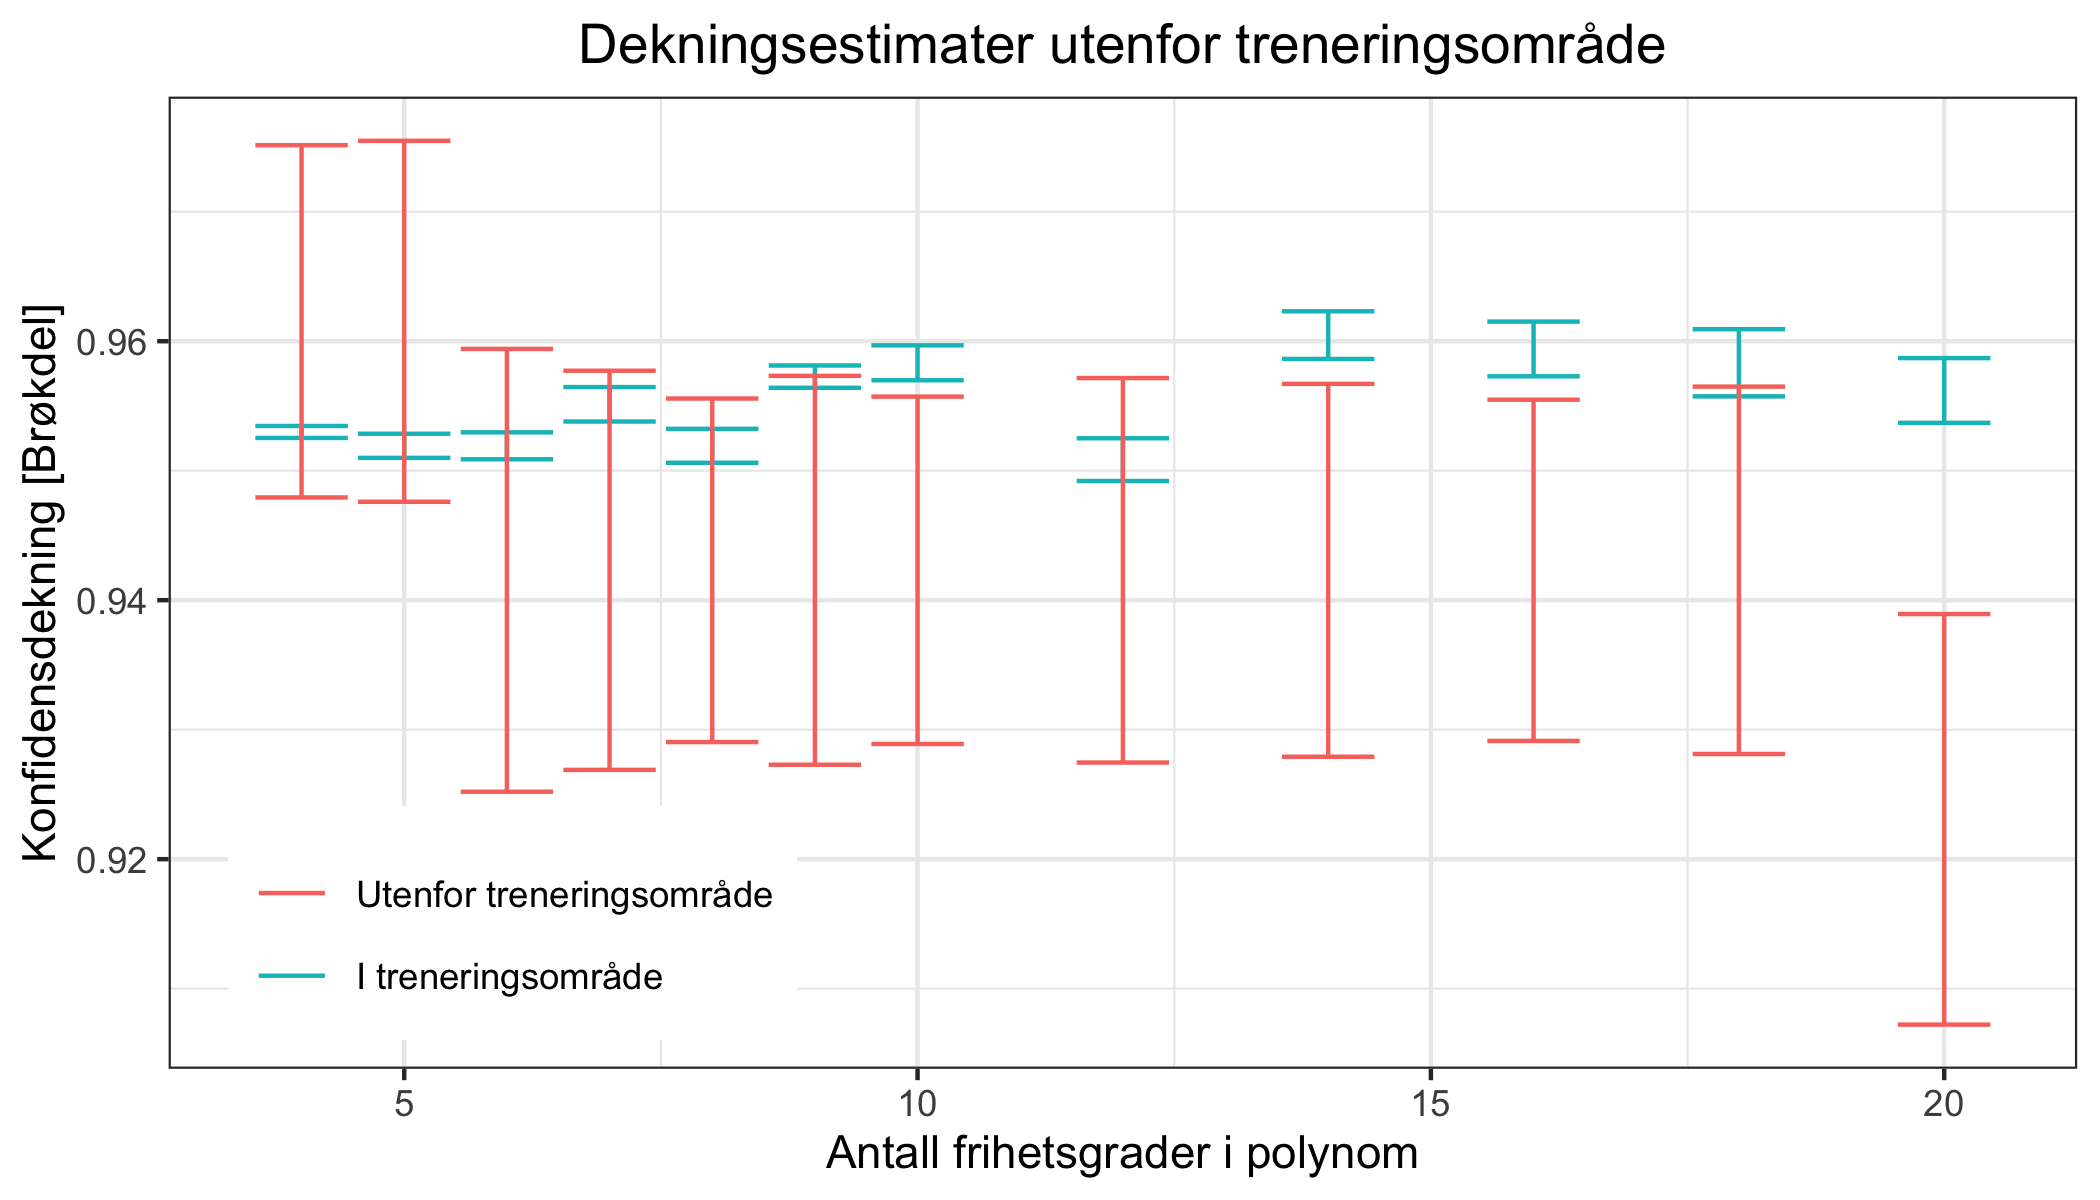 Dekningsestimater utenfor treneringsområde
Konfidensdekning [Brøkdel]
0.96
0.94
0.92
Utenfor treneringsområde
I treneringsområde
5
10
15
20
Antall frihetsgrader i polynom